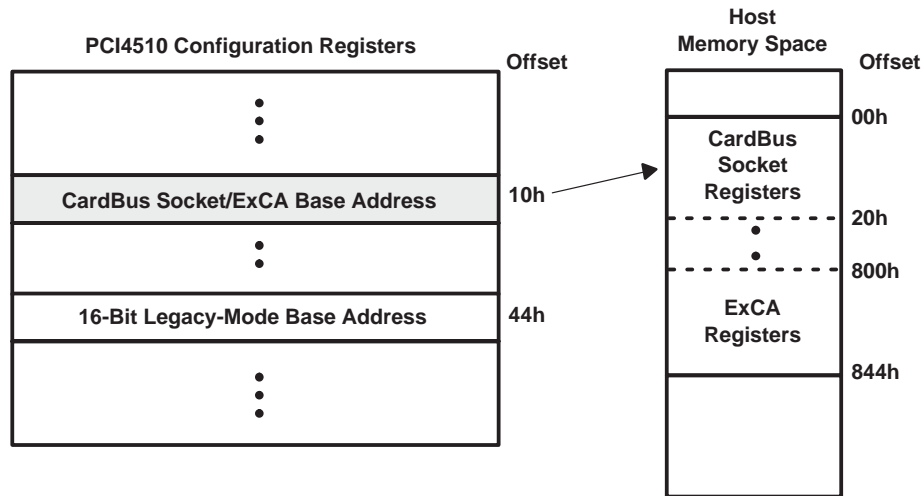 PCI4510 Configuration Registers
Offset
CardBus Socket/ExCA Base Address
10h
16-Bit Legacy-Mode Base Address
44h
Host
Memory Space
Offset
00h
CardBus
Socket
Registers
20h
800h
ExCA
Registers
844h